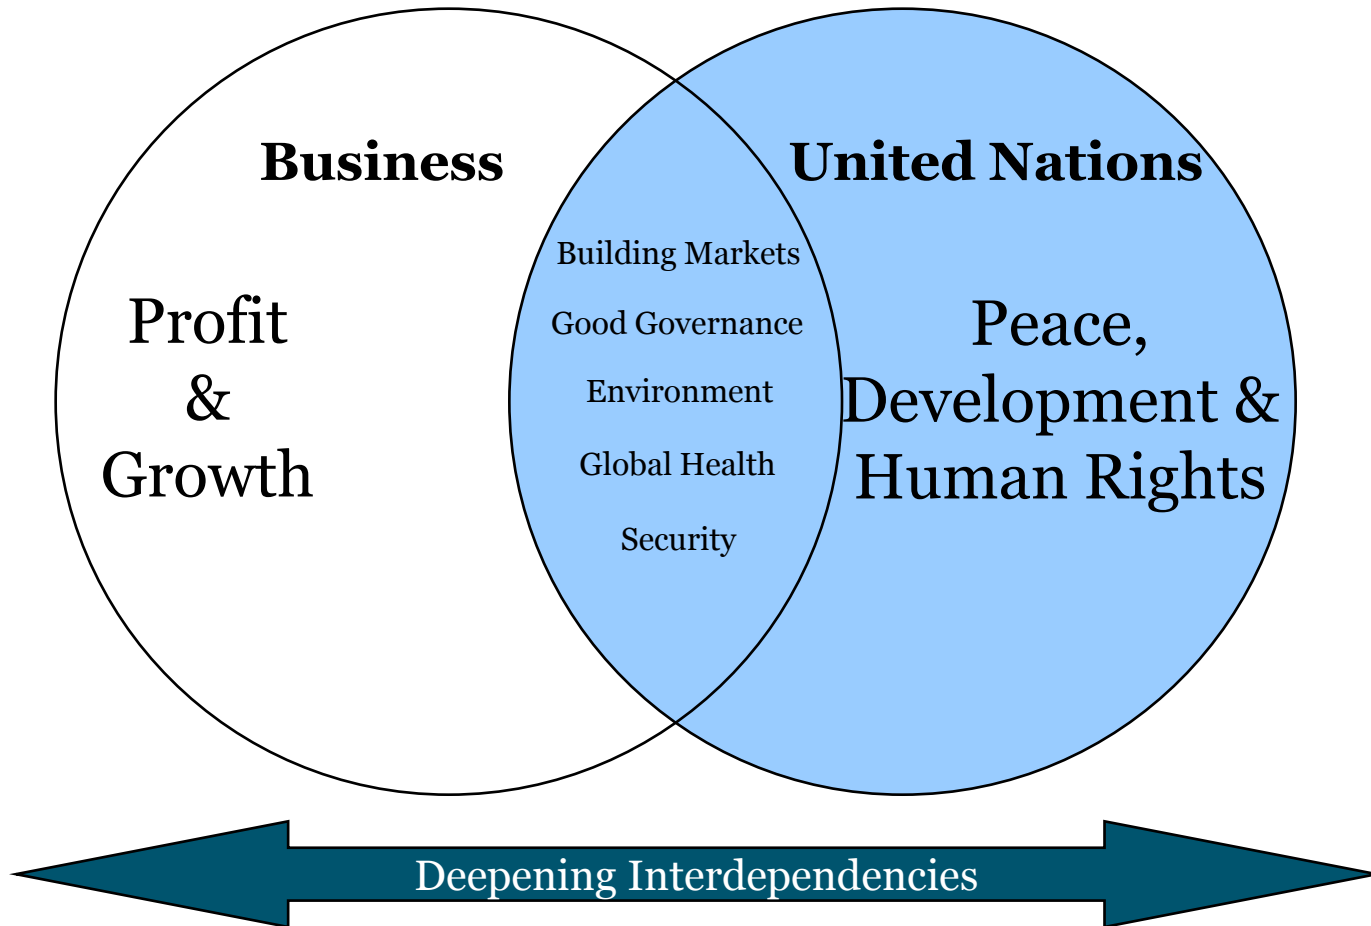 Business
United Nations
Profit
&
Growth
Building Markets
Good Governance
Environment
Global Health
Security
Peace,
Development &
Human Rights
Deepening Interdependencies